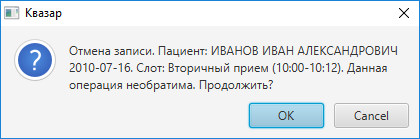 Квазар
Отмена записи. Пациент: ИВАНОВ ИВАН АЛЕКСАНДРОВИЧ
2010-07-16. Слот: Вторичный прием (10:00-10:12). Данная
операция необратима. Продолжить?
OK
Cancel